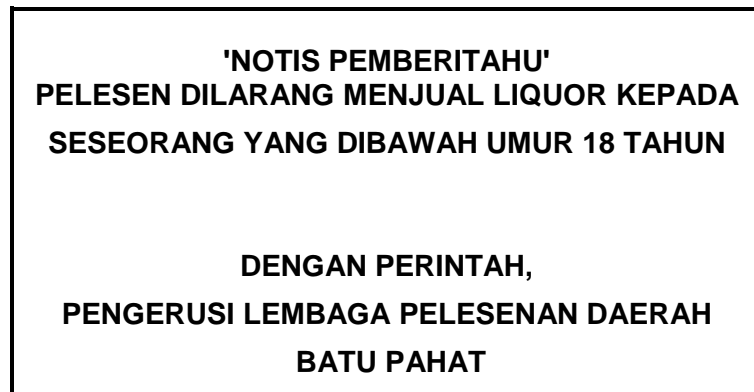 'NOTIS PEMBERITAHU'
PELESEN DILARANG MENJUAL LIQUOR KEPADA
SESEORANG YANG DIBAWAH UMUR 18 TAHUN
DENGAN PERINTAH,
PENGERUSI LEMBAGA PELESENAN DAERAH
BATU PAHAT